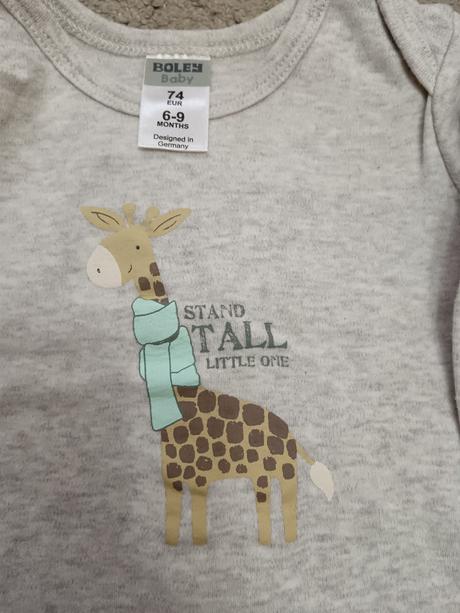 BOLEY
Baby
74
EUR
6-9
MONTHS
Designed in
Germany
STAND
TALL
LITTLE ONE